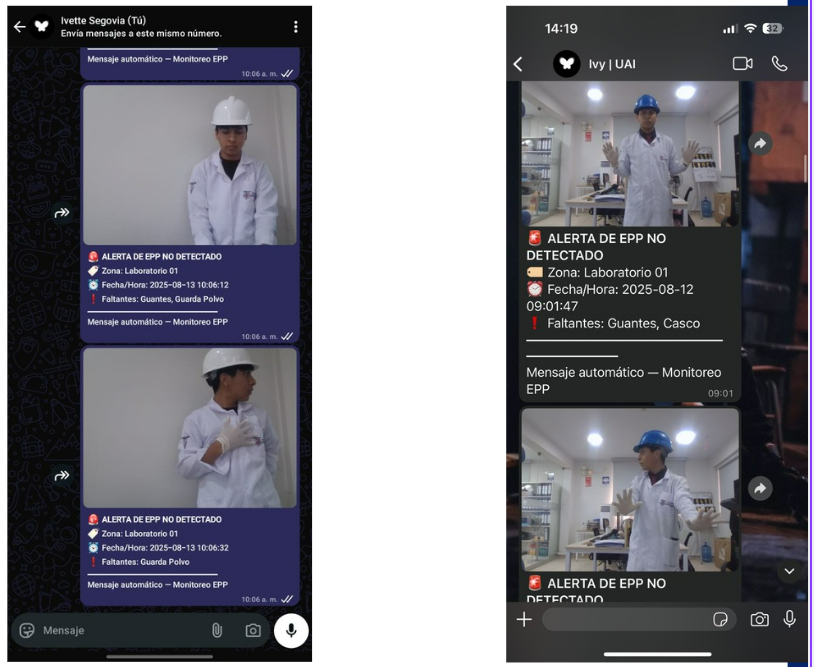 Ivette Segovia (Tú)
Envía mensajes a este mismo número.
Mensaje automático — Monitoreo EPP
10:06 a. m.
ALERTA DE EPP NO DETECTADO
Zona: Laboratorio 01
Fecha/Hora: 2025-08-13 10:06:12
Faltantes: Guantes, Guarda Polvo
Mensaje automático — Monitoreo EPP
10:06 a. m.
ALERTA DE EPP NO DETECTADO
Zona: Laboratorio 01
Fecha/Hora: 2025-08-13 10:06:32
Faltantes: Guarda Polvo
Mensaje automático — Monitoreo EPP
10:06 a. m.
Mensaje
14:19
32
Ivy | UAI
ALERTA DE EPP NO
DETECTADO
Zona: Laboratorio 01
Fecha/Hora: 2025-08-12
09:01:47
Faltantes: Guantes, Casco
Mensaje automático — Monitoreo
EPP
09:01
ALERTA DE EPP NO
DETECTADO